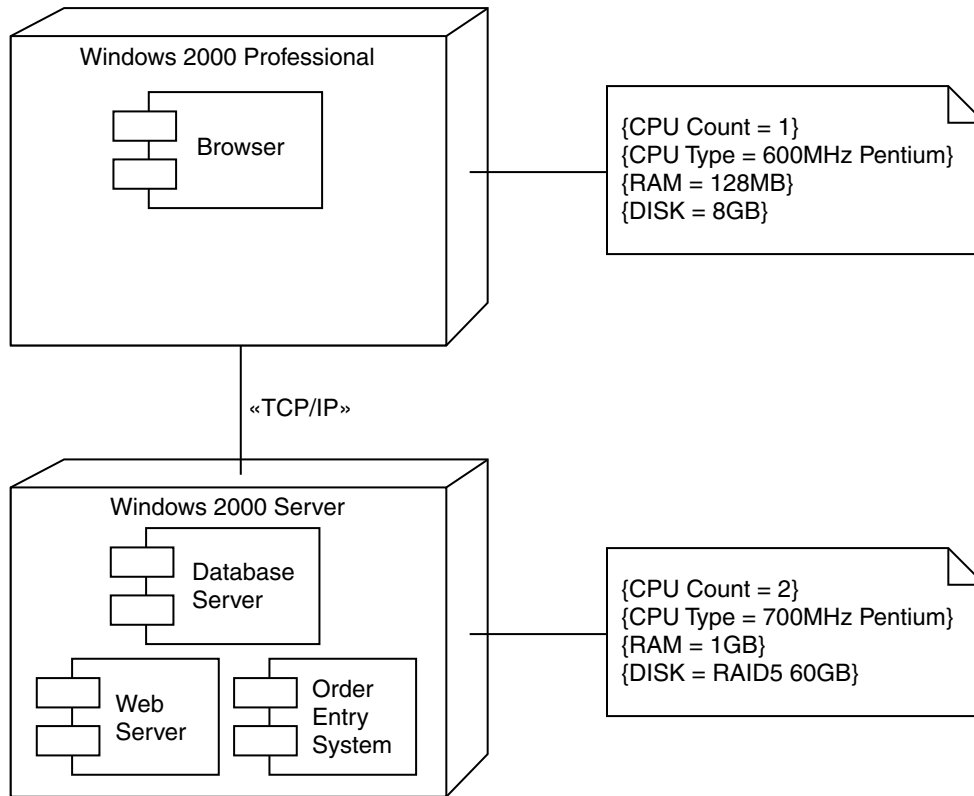 Windows 2000 Professional
Browser
{CPU Count = 1}
{CPU Type = 600MHz Pentium}
{RAM = 128MB}
{DISK = 8GB}
«TCP/IP»
Windows 2000 Server
Database
Server
Web
Server
Order
Entry
System
{CPU Count = 2}
{CPU Type = 700MHz Pentium}
{RAM = 1GB}
{DISK = RAID5 60GB}